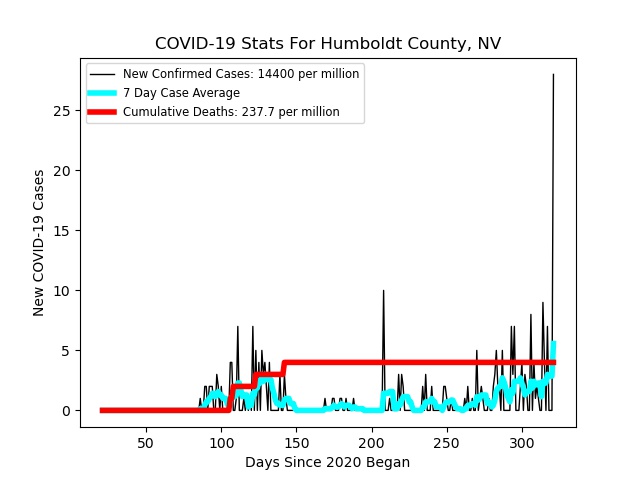 COVID-19 Stats For Humboldt County, NV
New Confirmed Cases: 14400 per million
7 Day Case Average
Cumulative Deaths: 237.7 per million
New COVID-19 Cases
25
20
15
10
5
0
50 100 150 200 250 300
Days Since 2020 Began